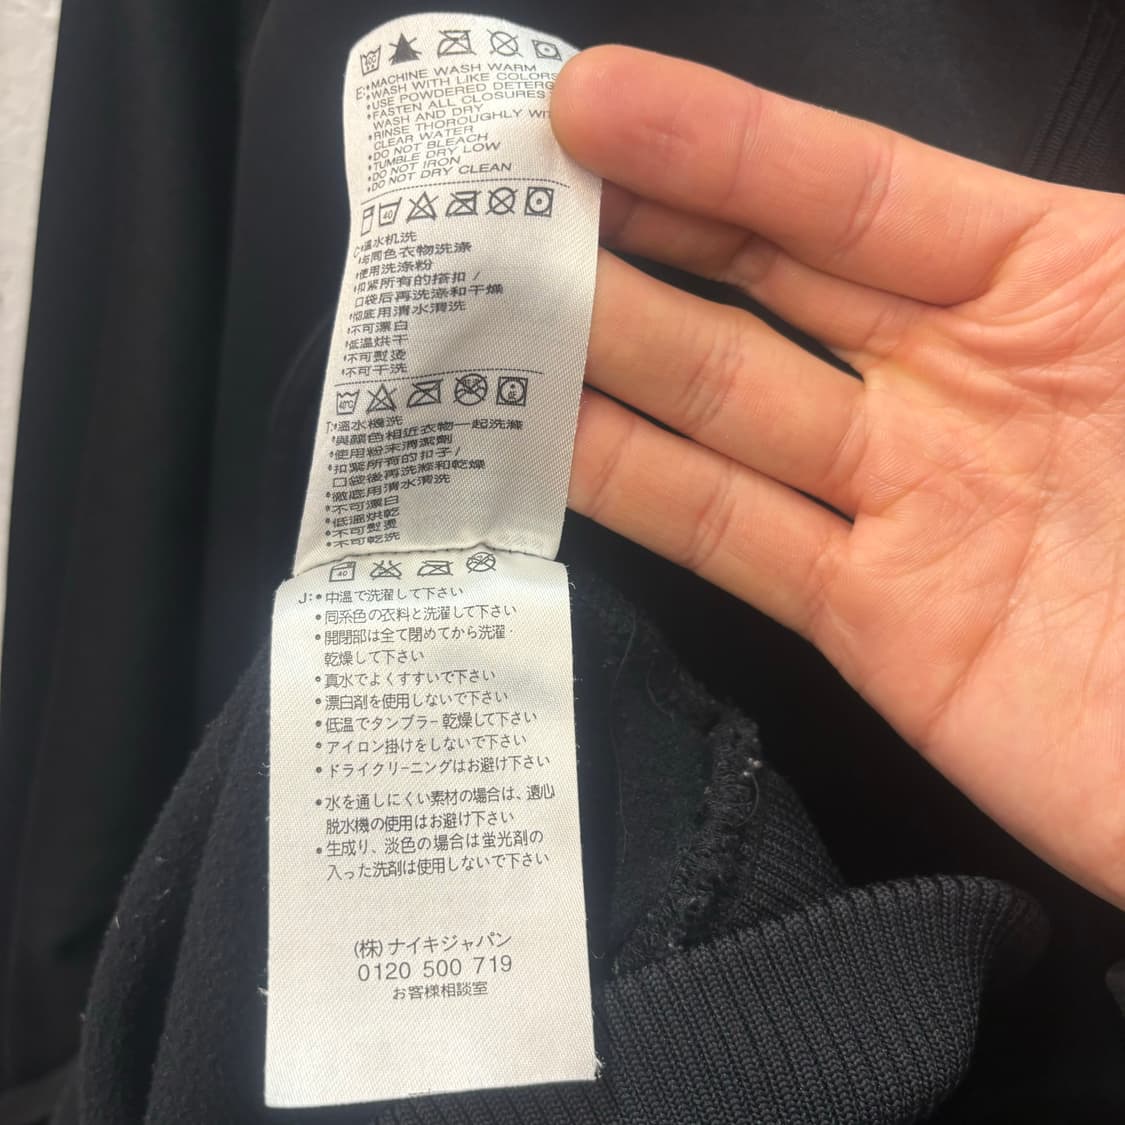 E:•MACHINE WASH WARM
•WASH WITH LIKE COLORS
•USE POWDERED
•FASTEN ALL CLOSURES
WASH AND DRY
•RINSE THOROUGHLY
CLEAR WATER
•DO NOT BLEACH
•TUMBLE DRY LOW
•DO NOT IRON
•DO NOT DRY CLEAN
40
C:•温水机洗
•与同色衣物洗涤
•使用洗涤粉
•扣紧所有的搭扣/
口袋后再洗涤和干燥
•彻底用清水清洗
•不可漂白
•低温烘干
•不可熨烫
•不可干洗
40℃
T:•溫水機洗
•與顏色相近衣物一起洗滌
•使用粉末清潔劑
•扣緊所有的扣子/
口袋後再洗滌和乾燥
•徹底用清水清洗
•不可漂白
•低溫烘乾
•不可熨燙
•不可乾洗
40
J:•中温で洗濯して下さい
•同系色の衣料と洗濯して下さい
•開閉部は全て閉めてから洗濯·
乾燥して下さい
•真水でよくすすいで下さい
•漂白剤を使用しないで下さい
•低温でタンブラー乾燥して下さい
•アイロン掛けをしないで下さい
•ドライクリーニングはお避け下さい
•水を通しにくい素材の場合は、遠心
脱水機の使用はお避け下さい
•生成り、淡色の場合は蛍光剤の
入った洗剤は使用しないで下さい
(株)ナイキジャパン
0120 500 719
お客様相談室